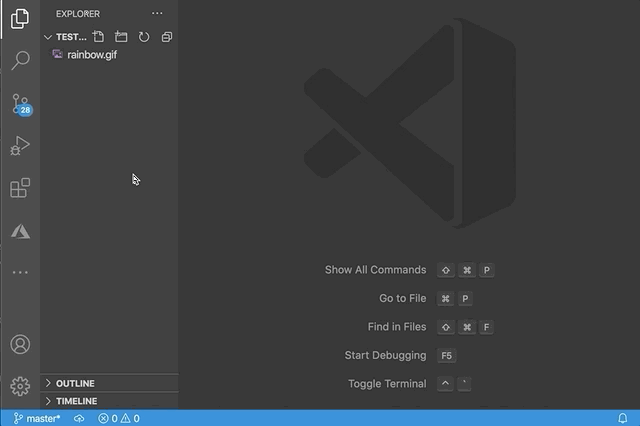 EXPLORER
TEST...
rainbow.gif
28
Show All Commands ⇧ ⌘ P
Go to File ⌘ P
Find in Files ⇧ ⌘ F
Start Debugging F5
Toggle Terminal ^ `
OUTLINE
TIMELINE
master* 0 0